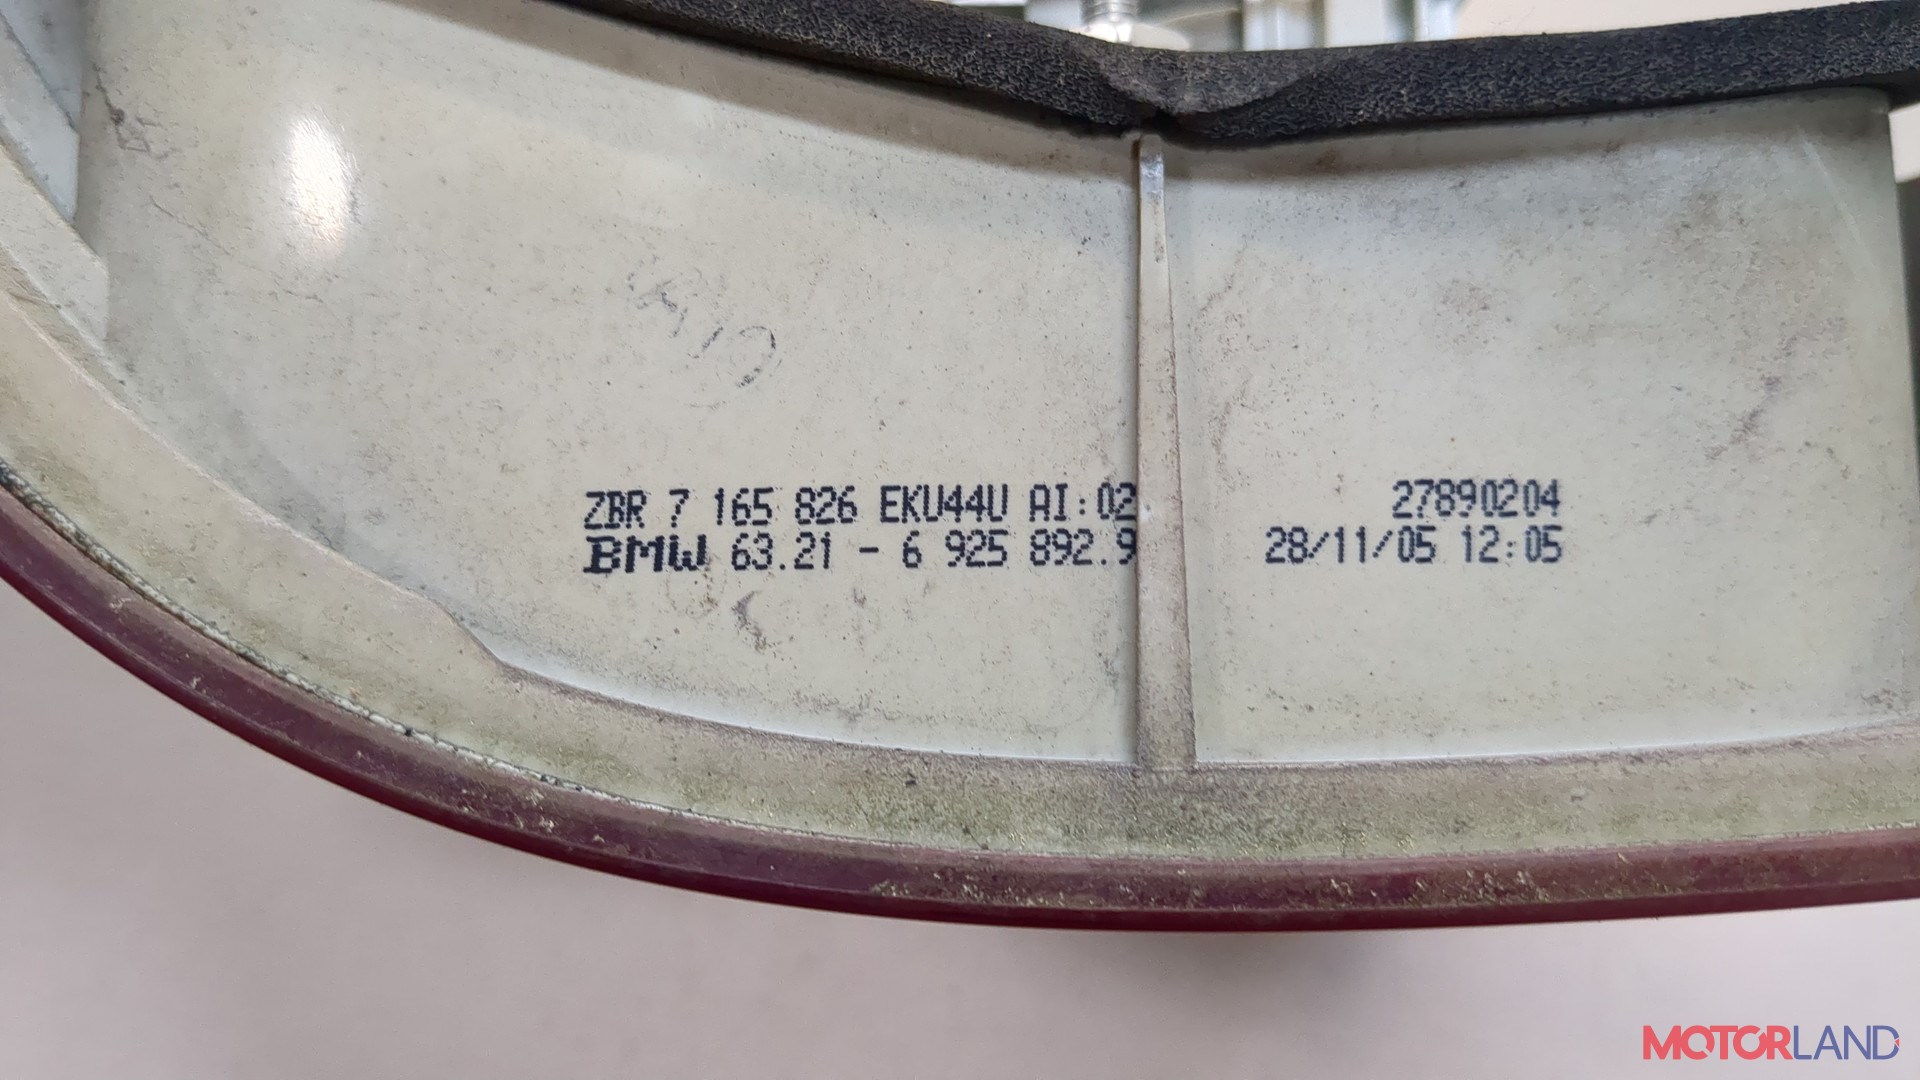 ZBR 7 165 826 EKU44U AI:02 27890204
BMW 63.21 - 6 925 892.9 28/11/05 12:05
MOTORLAND